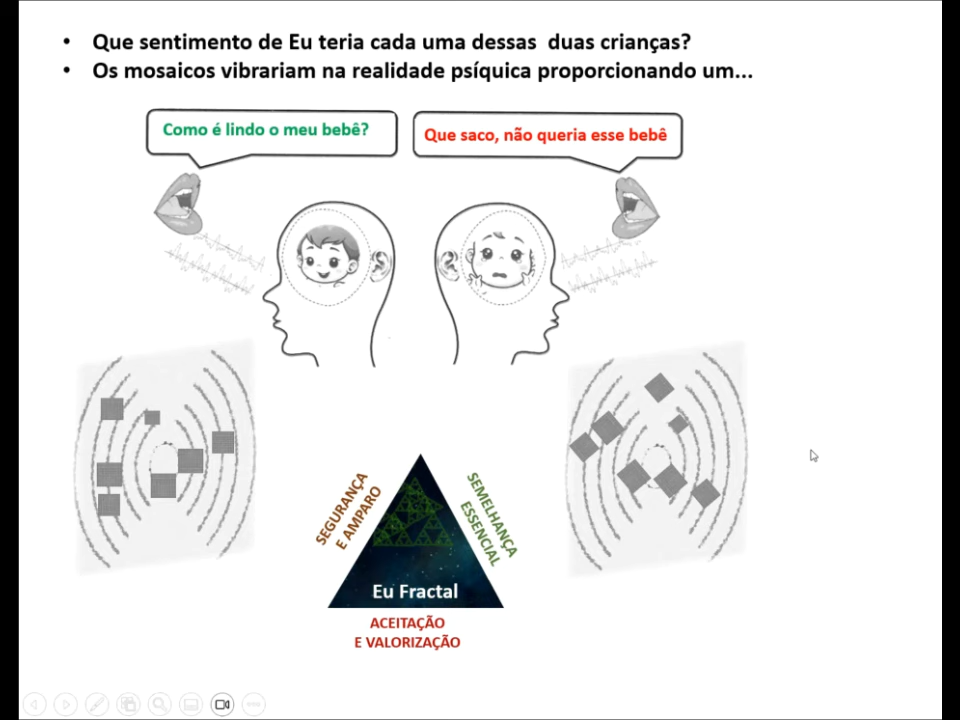 • Que sentimento de Eu teria cada uma dessas duas crianças?
• Os mosaicos vibrariam na realidade psíquica proporcionando um...
Como é lindo o meu bebê?
Que saco, não queria esse bebê
SEGURANÇA
E AMPARO
SEMELHANÇA
ESSENCIAL
Eu Fractal
ACEITAÇÃO
E VALORIZAÇÃO